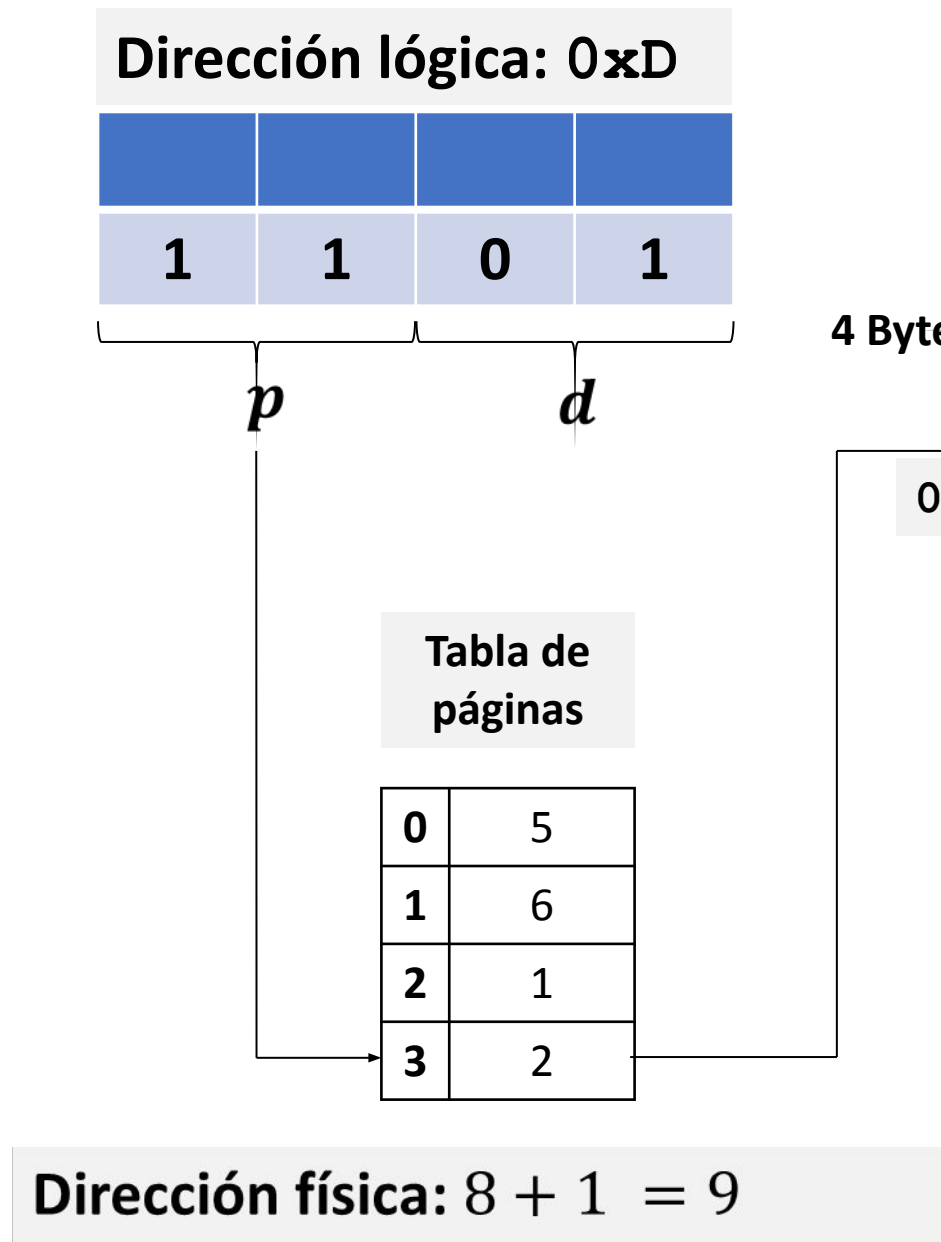 Dirección lógica: 0xD
1 1 0 1
p d
4 Byte
0
Tabla de
páginas
0 5
1 6
2 1
3 2
Dirección física: 8 + 1 = 9